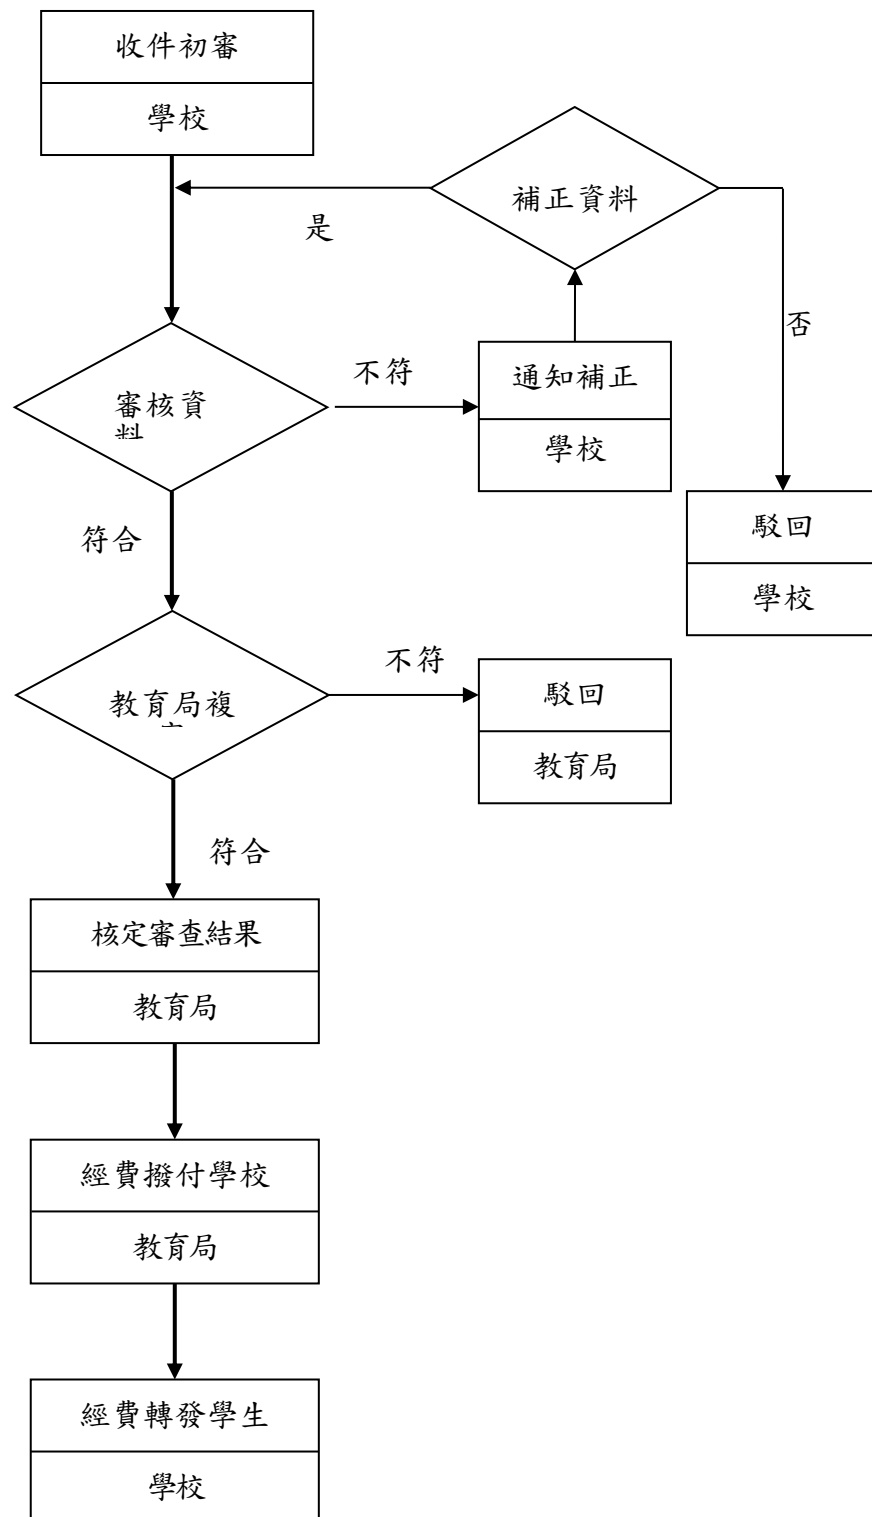 收件初審
學校
補正資料
是
否
審核資
料
不符
通知補正
學校
駁回
學校
符合
教育局複
不符
駁回
教育局
符合
核定審查結果
教育局
經費撥付學校
教育局
經費轉發學生
學校